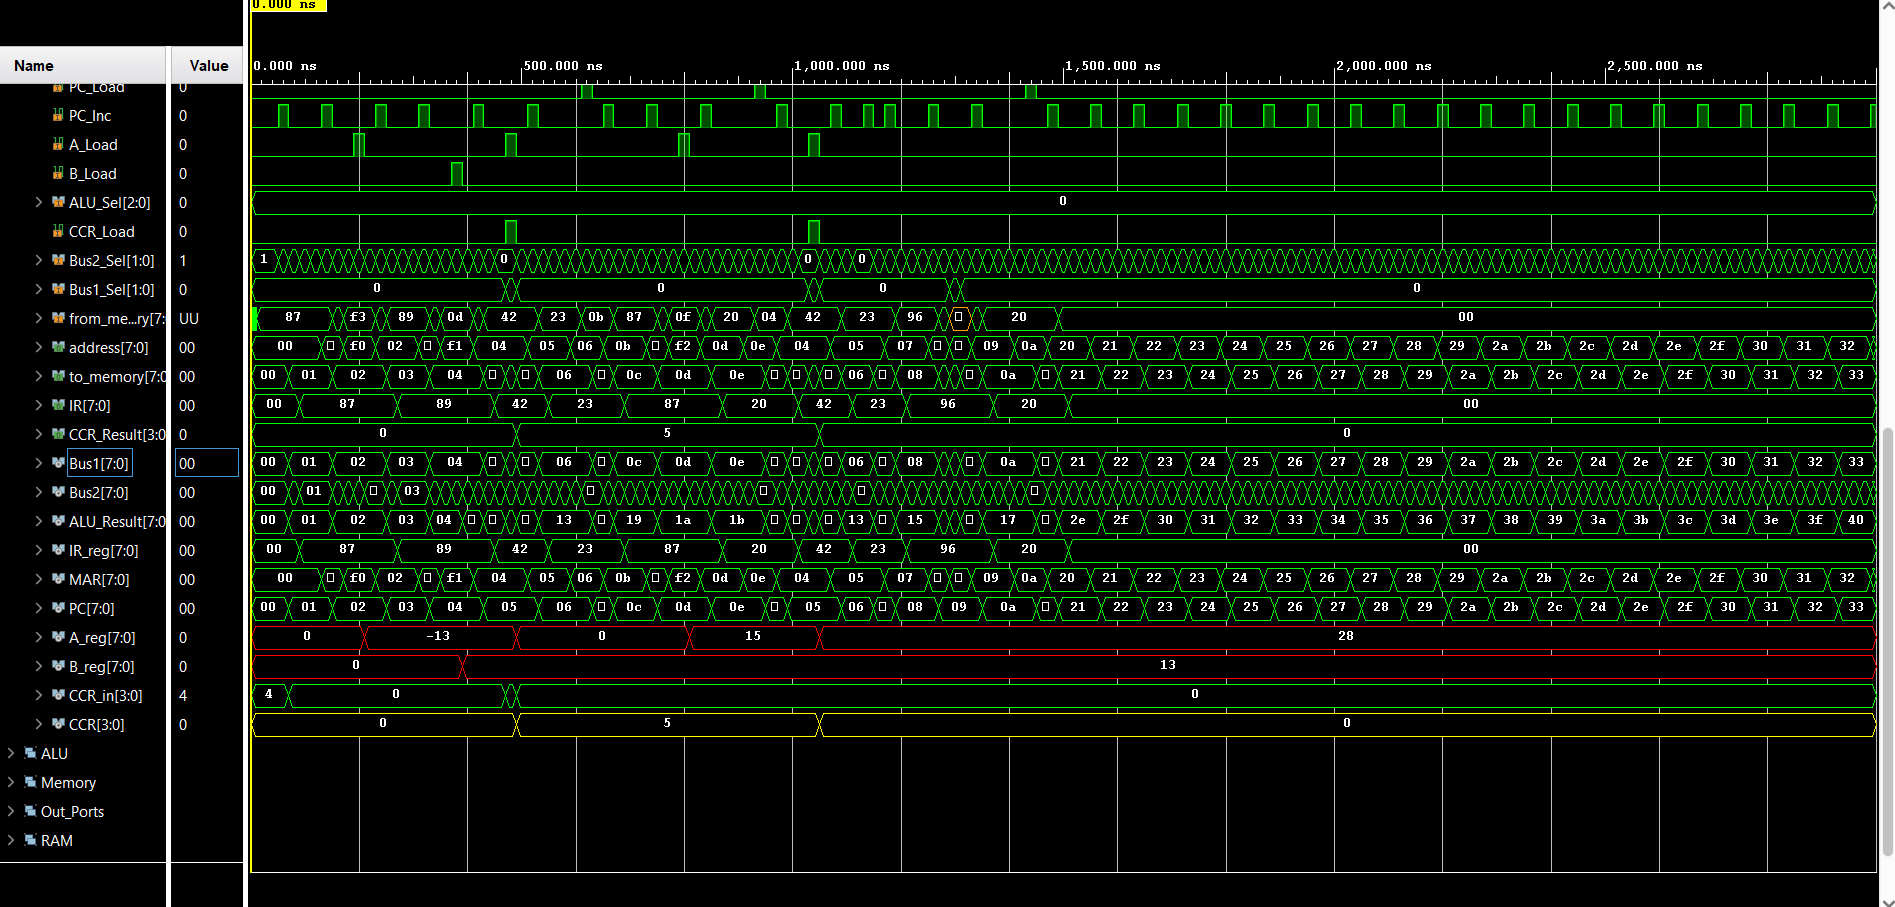 0.000 ns
Name Value
0.000 ns 500.000 ns 1,000.000 ns 1,500.000 ns 2,000.000 ns 2,500.000 ns
PC_Load 0
PC_Inc 0
A_Load 0
B_Load 0
ALU_Sel[2:0] 0 0
CCR_Load 0
Bus2_Sel[1:0] 1 1 0 0 0
Bus1_Sel[1:0] 0 0 0 0 0
from_me...ry[7: UU 87 f3 89 0d 42 23 0b 87 0f 20 04 42 23 96 20 00
address[7:0] 00 00 f0 02 f1 04 05 06 0b f2 0d 0e 04 05 07 09 0a 20 21 22 23 24 25 26 27 28 29 2a 2b 2c 2d 2e 2f 30 31 32
to_memory[7:0 00 00 01 02 03 04 06 0c 0d 0e 06 08 0a 21 22 23 24 25 26 27 28 29 2a 2b 2c 2d 2e 2f 30 31 32 33
IR[7:0] 00 00 87 89 42 23 87 20 42 23 96 20 00
CCR_Result[3:0 0 0 5 0
Bus1[7:0] 00 00 01 02 03 04 06 0c 0d 0e 06 08 0a 21 22 23 24 25 26 27 28 29 2a 2b 2c 2d 2e 2f 30 31 32 33
Bus2[7:0] 00 00 01 03
ALU_Result[7:0 00 00 01 02 03 04 13 19 1a 1b 13 15 17 2e 2f 30 31 32 33 34 35 36 37 38 39 3a 3b 3c 3d 3e 3f 40
IR_reg[7:0] 00 00 87 89 42 23 87 20 42 23 96 20 00
MAR[7:0] 00 00 f0 02 f1 04 05 06 0b f2 0d 0e 04 05 07 09 0a 20 21 22 23 24 25 26 27 28 29 2a 2b 2c 2d 2e 2f 30 31 32
PC[7:0] 00 00 01 02 03 04 05 06 0c 0d 0e 05 06 08 09 0a 21 22 23 24 25 26 27 28 29 2a 2b 2c 2d 2e 2f 30 31 32 33
A_reg[7:0] 0 0 -13 0 15 28
B_reg[7:0] 0 0 13
CCR_in[3:0] 4 4 0 0
CCR[3:0] 0 0 5 0
ALU
Memory
Out_Ports
RAM